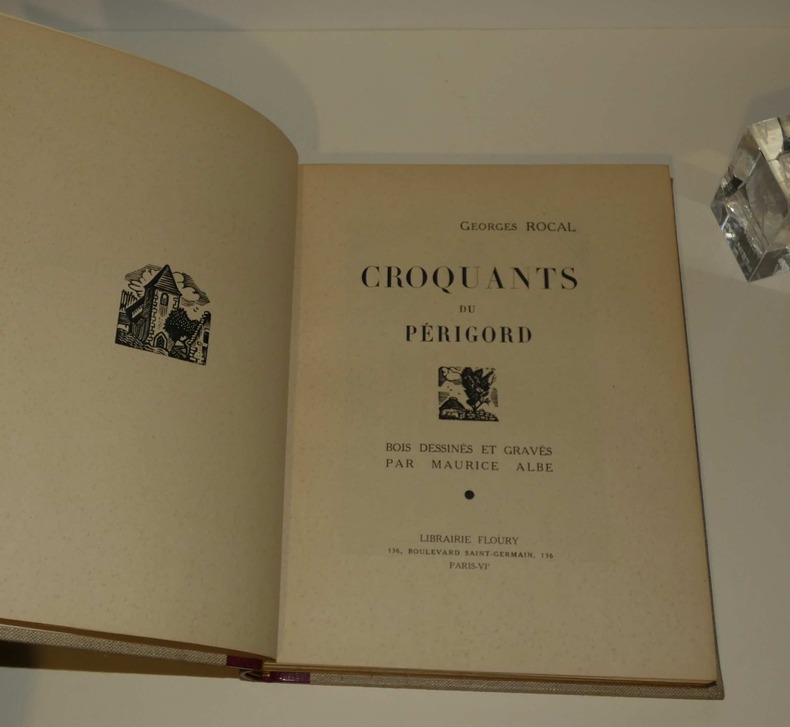 Georges ROCAL
CROQUANTS
DU
PÉRIGORD
BOIS DESSINÉS ET GRAVÉS
PAR MAURICE ALBE
LIBRAIRIE FLOURY
136, BOULEVARD SAINT-GERMAIN, 136
PARIS-VIᵉ